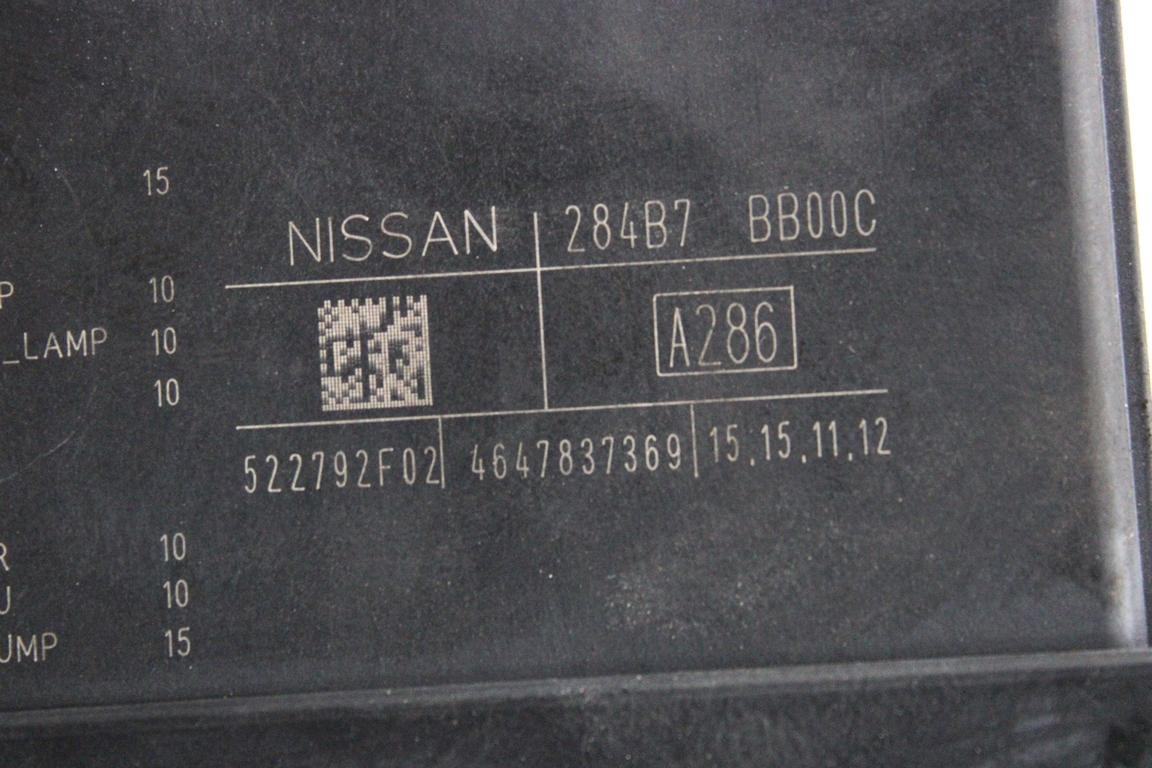 15
NISSAN 284B7 BB00C
P 10
_LAMP 10
10
A286
522792F02 4647837369 15.15.11.12
R 10
U 10
UMP 15